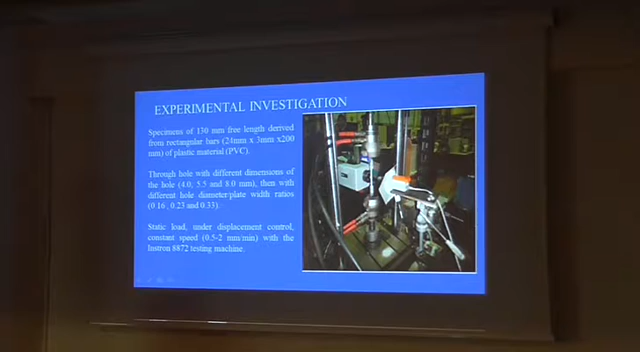 EXPERIMENTAL INVESTIGATION
Specimens of 130 mm free length derived
from rectangular bars (24mm x 3mm x200
mm) of plastic material (PVC).
Through hole with different dimensions of
the hole (4.0; 5.5 and 8.0 mm), then with
different hole diameter/plate width ratios
(0.16 , 0.23 and 0.33)
Static load, under displacement control,
constant speed (0.5-2 mm/min) with the
Instron 8872 testing machine.